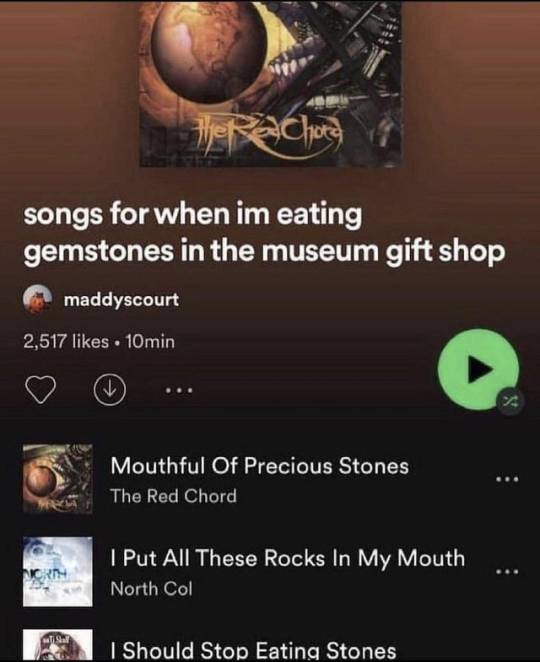 the Red Chord
songs for when im eating
gemstones in the museum gift shop
maddyscourt
2,517 likes • 10min
Mouthful Of Precious Stones
The Red Chord
I Put All These Rocks In My Mouth
NORTH
North Col
I Should Stop Eating Stones